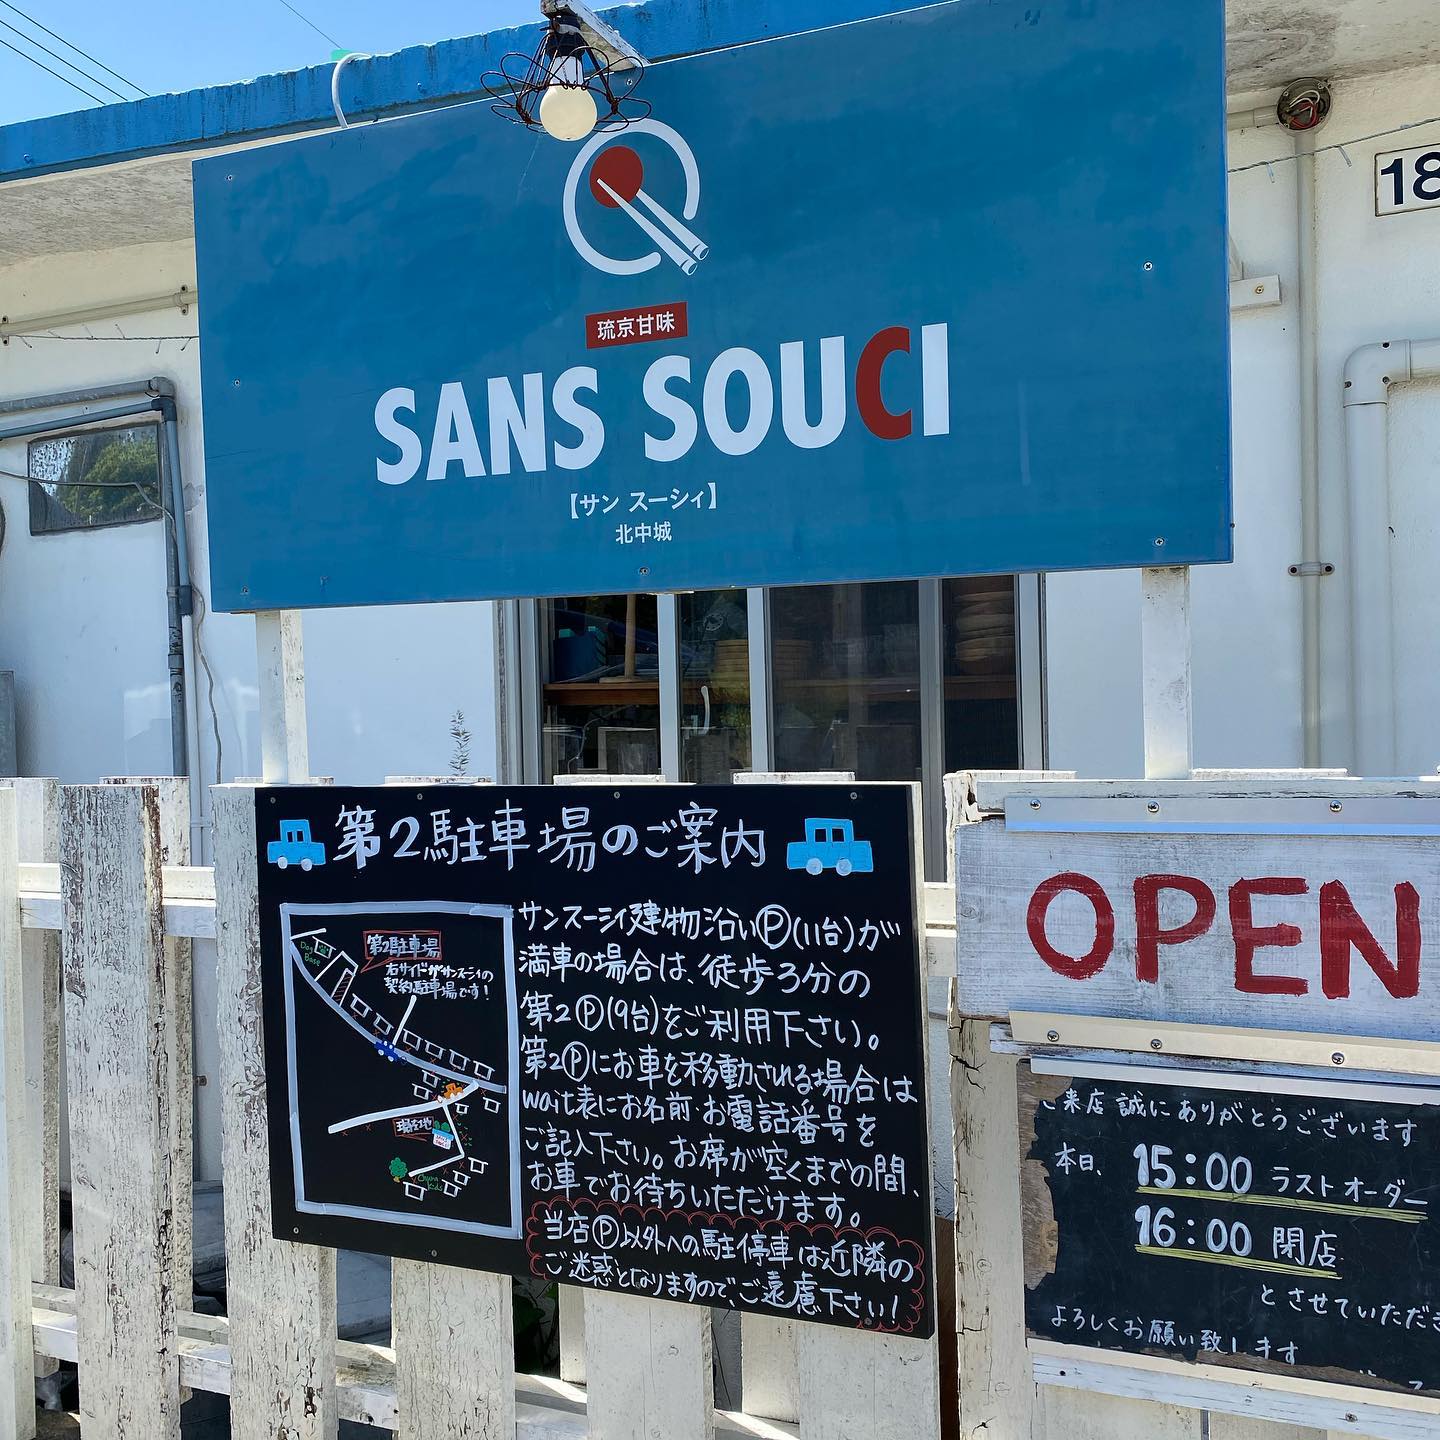 18
琉京甘味
SANS SOUCI
【サン スーシィ】
北中城
第2駐車場のご案内
サンスーシィ建物沿いⓅ(11台)が
満車の場合は、徒歩3分の
第2Ⓟ(9台)をご利用下さい。
第2Ⓟにお車を移動される場合は
wait表にお名前・お電話番号を
ご記入下さい。お席が空くまでの間、
お車でお待ちいただけます。
当店Ⓟ以外への駐停車は近隣の
ご迷惑となりますので、ご遠慮下さい!
Dog
Base
第2駐車場
右サイドがサンスーシィの
契約駐車場です!
現在地
OPEN
ご来店 誠にありがとうございます
本日、
15:00 ラストオーダー
16:00 閉店
とさせていただき
よろしくお願い致します